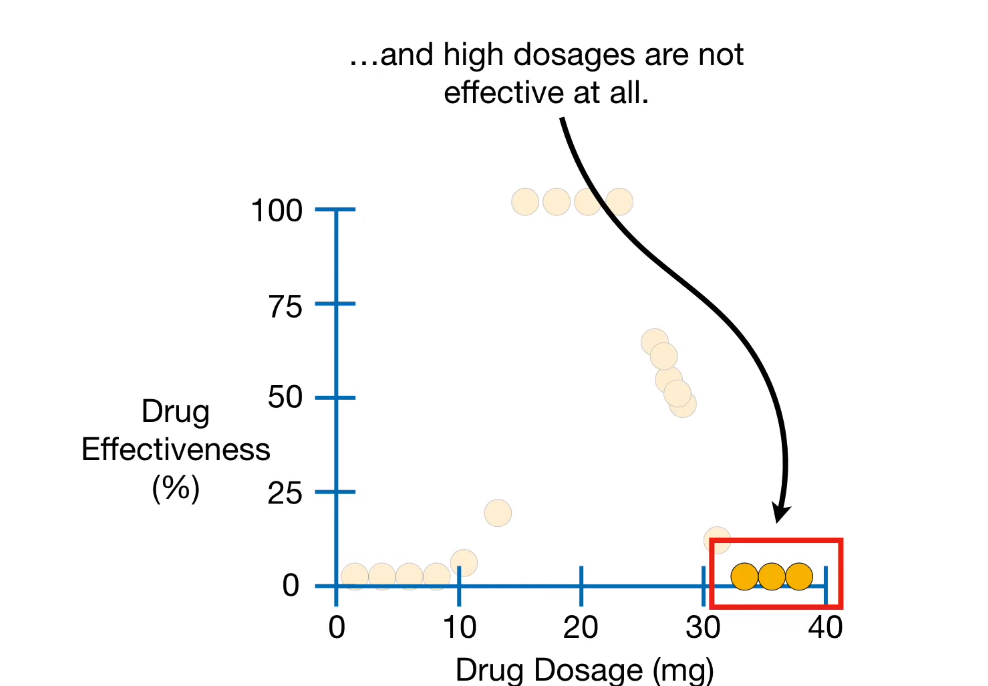 …and high dosages are not
effective at all.
100
75
50
25
0
Drug
Effectiveness
(%)
0 10 20 30 40
Drug Dosage (mg)